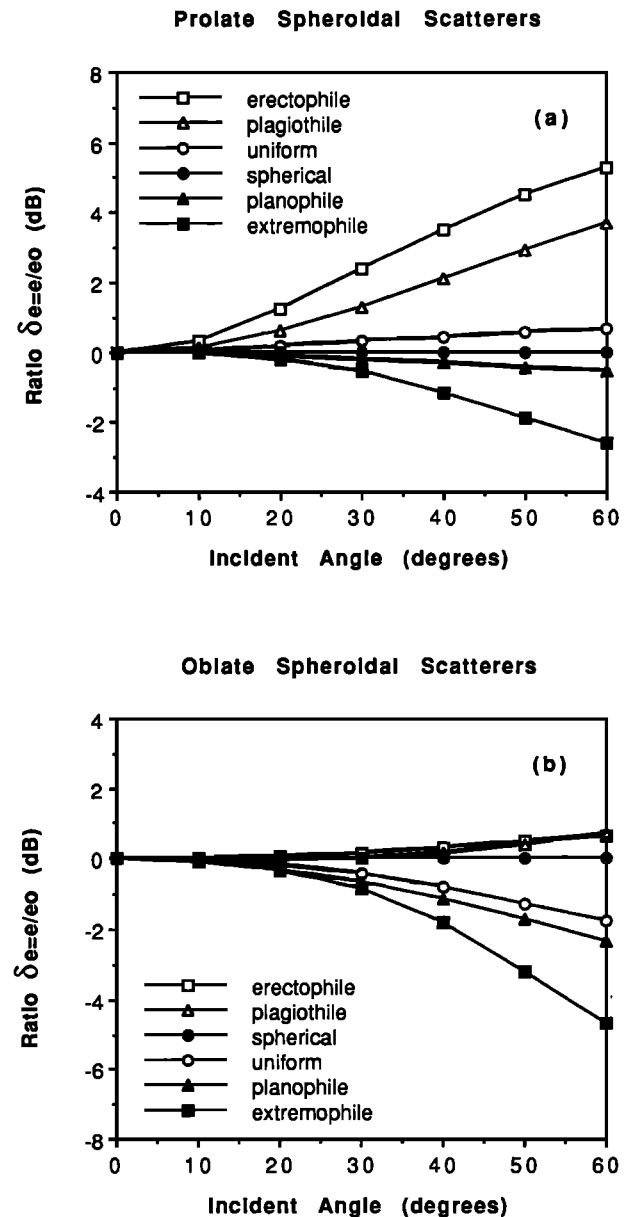 Prolate Spheroidal Scatterers
8
6
4
2
0
-2
-4
Ratio δe=e/eo (dB)
erectophile
plagiothile
uniform
spherical
planophile
extremophile
(a)
0 10 20 30 40 50 60
Incident Angle (degrees)
Oblate Spheroidal Scatterers
4
2
0
-2
-4
-6
-8
Ratio δe=e/eo (dB)
(b)
erectophile
plagiothile
spherical
uniform
planophile
extremophile
0 10 20 30 40 50 60
Incident Angle (degrees)